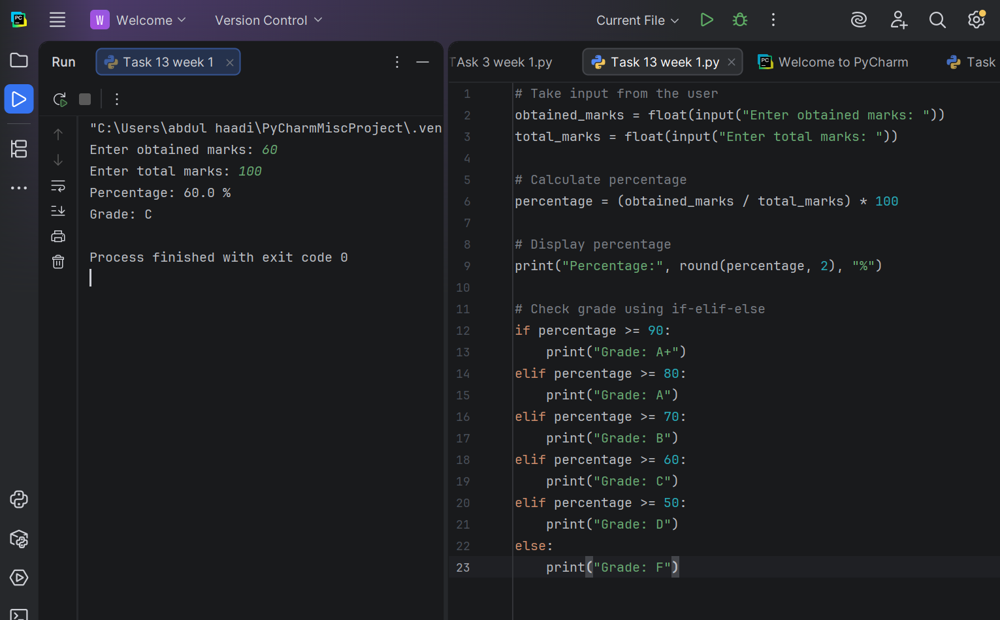 PC
W
Welcome
Version Control
Current File
Run
Task 13 week 1
TAsk 3 week 1.py
Task 13 week 1.py
PC
Welcome to PyCharm
Task
"C:\Users\abdul haadi\PyCharmMiscProject\.ven
Enter obtained marks: 60
Enter total marks: 100
Percentage: 60.0 %
Grade: C
Process finished with exit code 0
1 # Take input from the user
2 obtained_marks = float(input("Enter obtained marks: "))
3 total_marks = float(input("Enter total marks: "))
4
5 # Calculate percentage
6 percentage = (obtained_marks / total_marks) * 100
7
8 # Display percentage
9 print("Percentage:", round(percentage, 2), "%")
10
11 # Check grade using if-elif-else
12 if percentage >= 90:
13     print("Grade: A+")
14 elif percentage >= 80:
15     print("Grade: A")
16 elif percentage >= 70:
17     print("Grade: B")
18 elif percentage >= 60:
19     print("Grade: C")
20 elif percentage >= 50:
21     print("Grade: D")
22 else:
23     print("Grade: F")